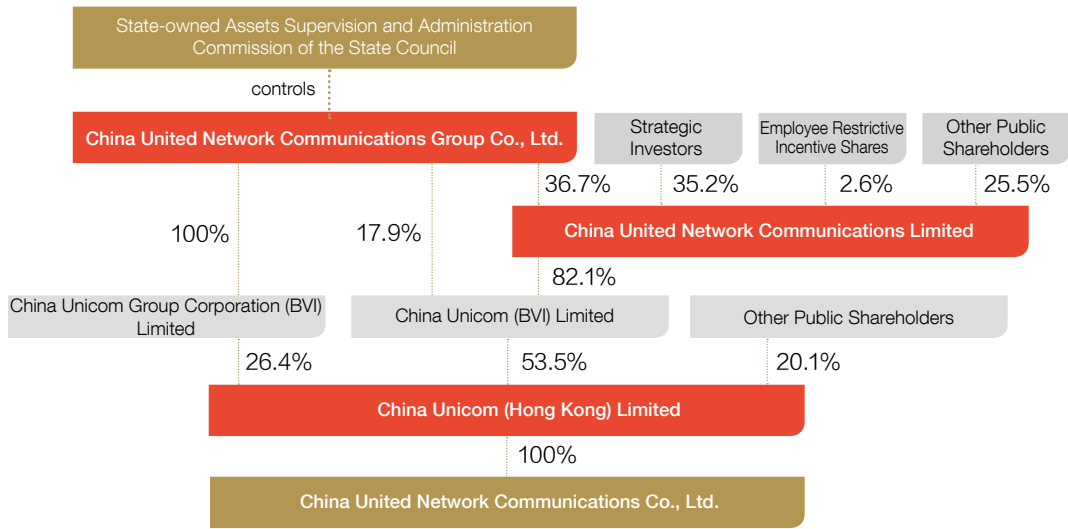 State-owned Assets Supervision and Administration
Commission of the State Council
controls
China United Network Communications Group Co., Ltd.
Strategic
Investors
Employee Restrictive
Incentive Shares
Other Public
Shareholders
36.7%
35.2%
2.6%
25.5%
100%
17.9%
China United Network Communications Limited
82.1%
China Unicom Group Corporation (BVI)
Limited
China Unicom (BVI) Limited
Other Public Shareholders
26.4%
53.5%
20.1%
China Unicom (Hong Kong) Limited
100%
China United Network Communications Co., Ltd.